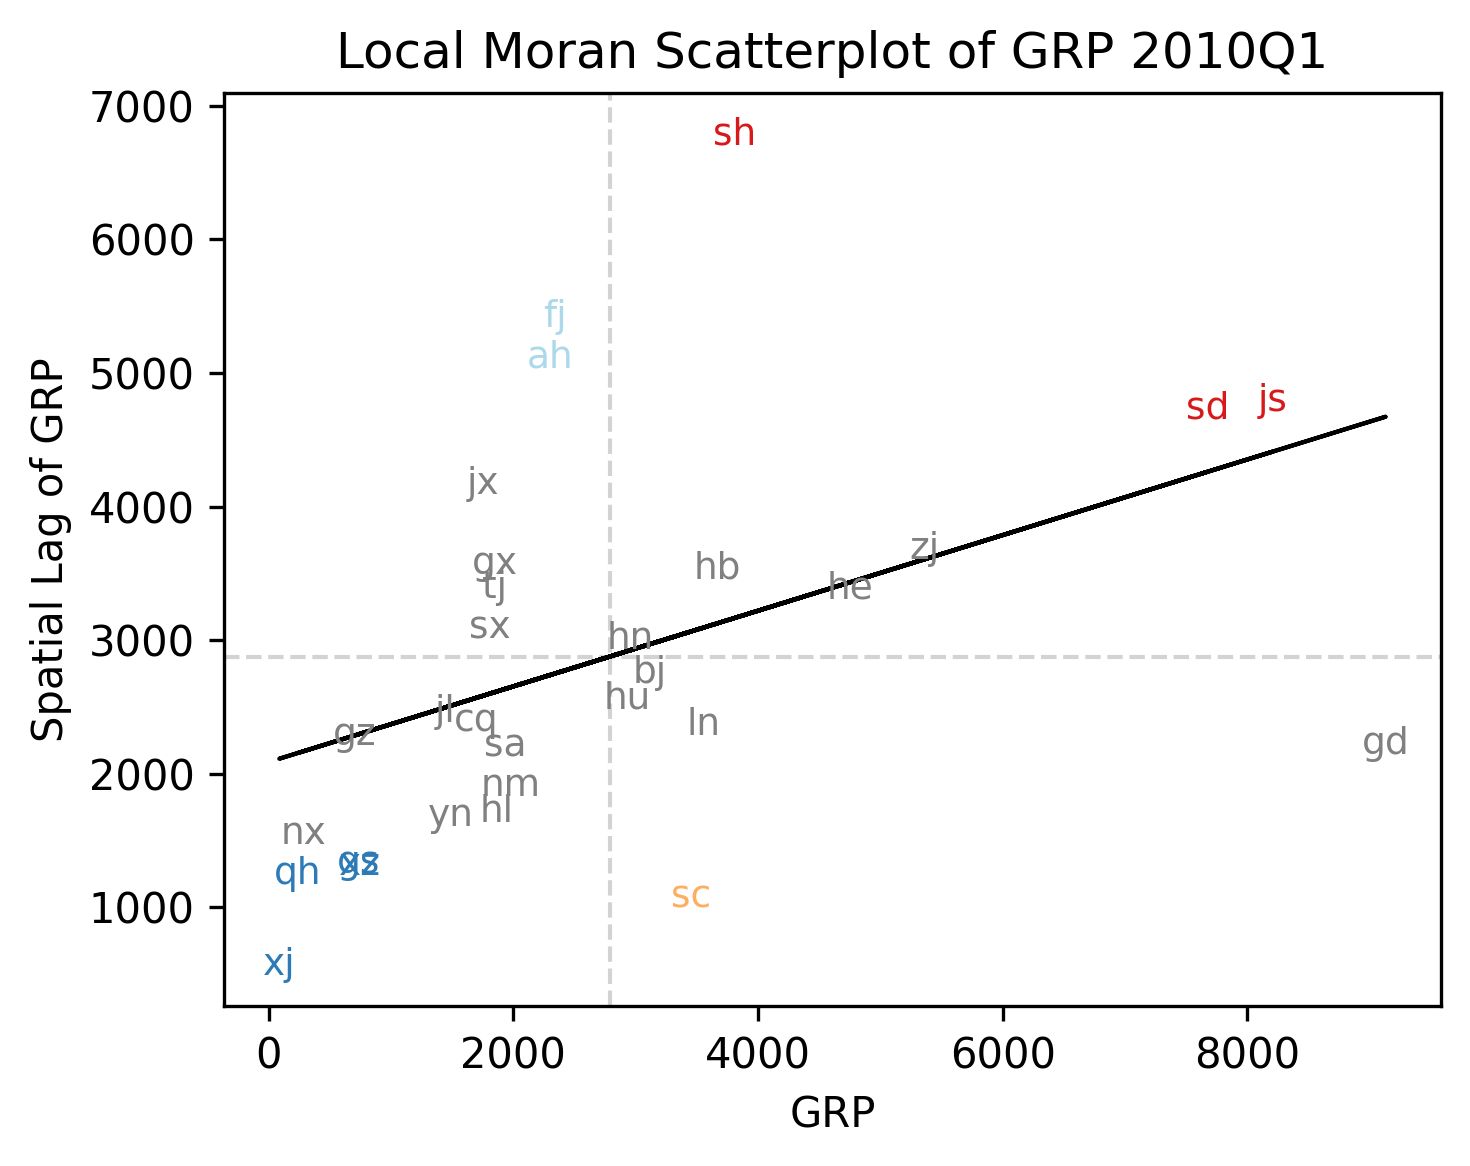 Local Moran Scatterplot of GRP 2010Q1
7000
6000
5000
4000
3000
2000
1000
Spatial Lag of GRP
sh
fj
ah
sd
js
jx
gx
tj
sx
hb
zj
he
hn
bj
hu
ln
jl
cq
gz
sa
gd
nm
hl
yn
nx
qh
gs
xz
sc
xj
0 2000 4000 6000 8000
GRP